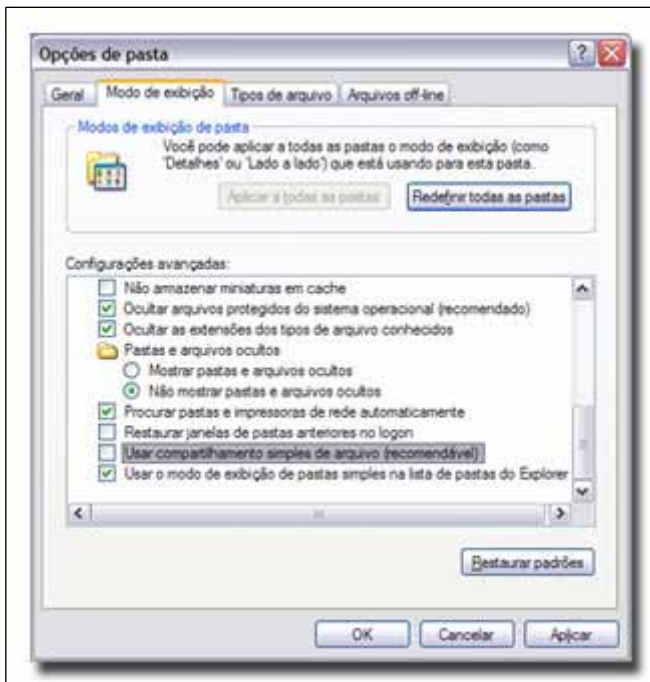 Opções de pasta
Geral Modo de exibição Tipos de arquivo Arquivos off-line
Modos de exibição de pasta
Você pode aplicar a todas as pastas o modo de exibição (como
'Detalhes' ou 'Lado a lado') que está usando para esta pasta.
Aplicar a todas as pastas Redefinir todas as pastas
Configurações avançadas:
Não armazenar miniaturas em cache
Ocultar arquivos protegidos do sistema operacional (recomendado)
Ocultar as extensões dos tipos de arquivo conhecidos
Pastas e arquivos ocultos
Mostrar pastas e arquivos ocultos
Não mostrar pastas e arquivos ocultos
Procurar pastas e impressoras de rede automaticamente
Restaurar janelas de pastas anteriores no logon
Usar compartilhamento simples de arquivo (recomendável)
Usar o modo de exibição de pastas simples na lista de pastas do Explorer
Restaurar padrões
OK Cancelar Aplicar